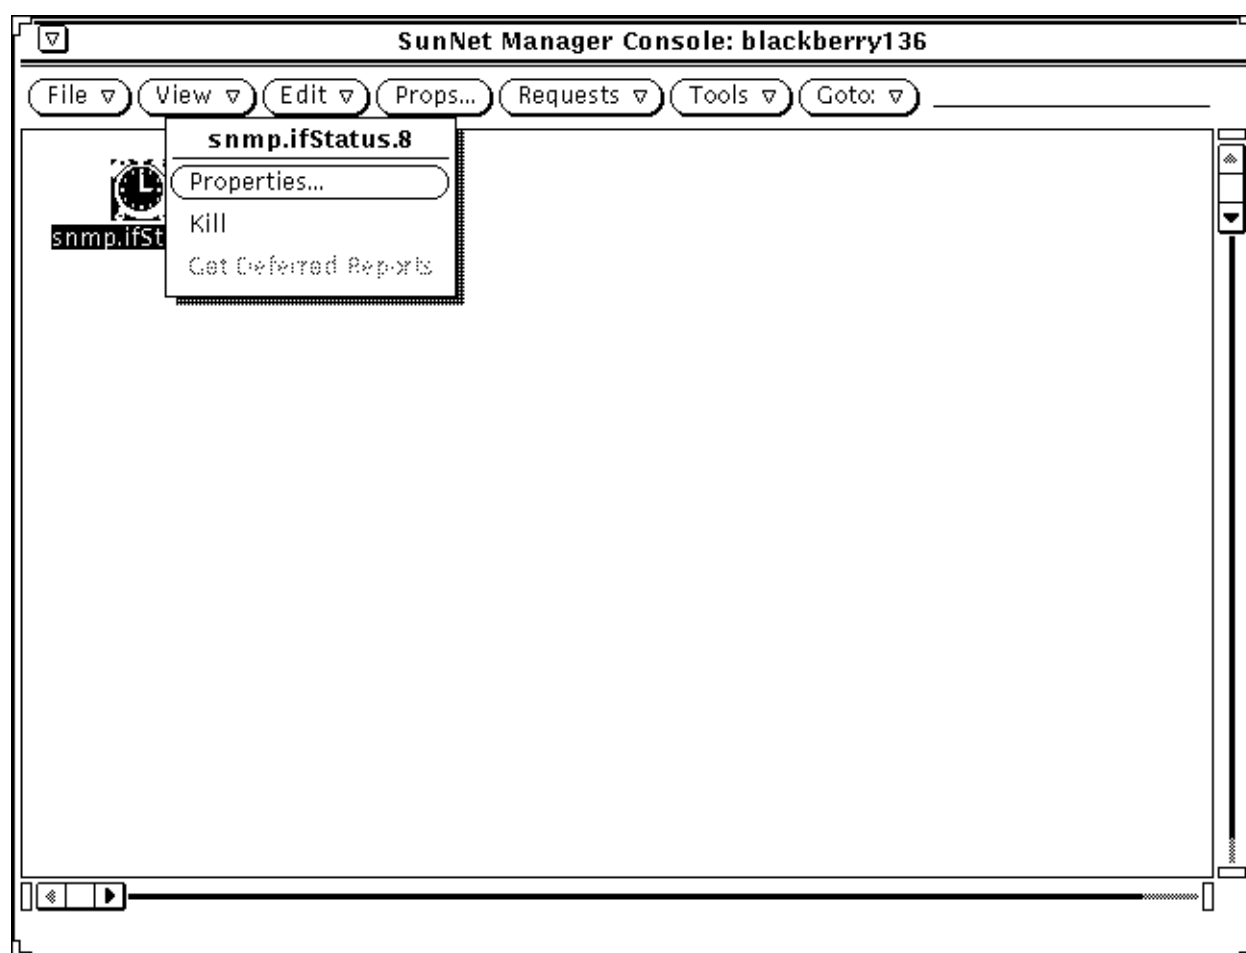 SunNet Manager Console: blackberry136
File View Edit Props... Requests Tools Goto:
snmp.ifStatus.8
Properties...
snmp.ifSt
Kill
Get Deferred Reports